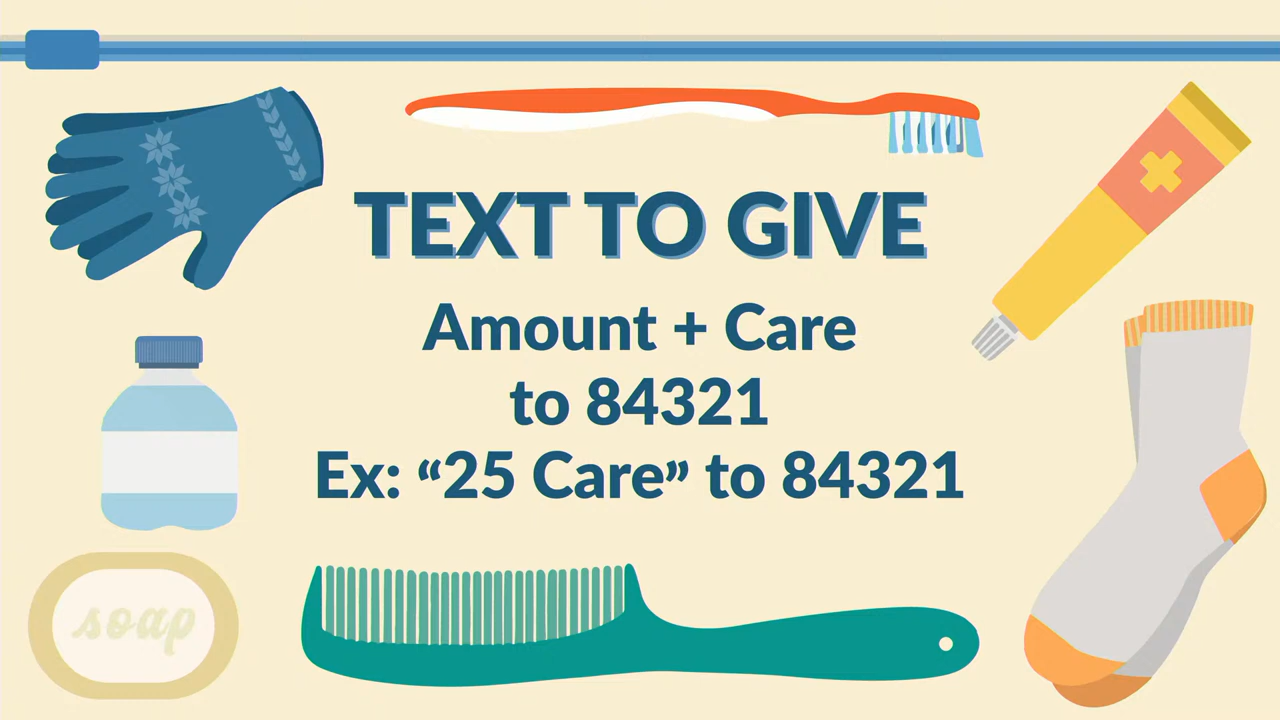 TEXT TO GIVE
Amount + Care
to 84321
Ex: “25 Care” to 84321
soap